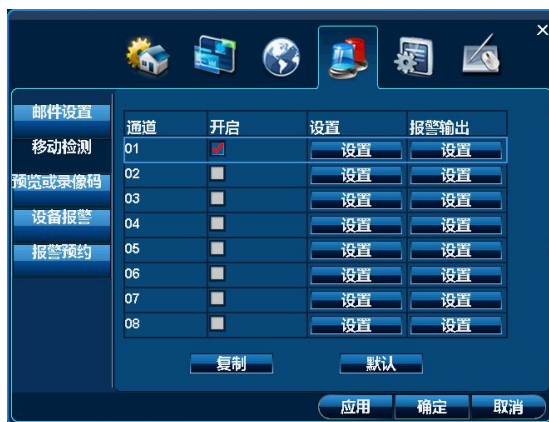 邮件设置
移动检测
预览或录像码
设备报警
报警预约
通道 开启 设置 报警输出
01 设置 设置
02 设置 设置
03 设置 设置
04 设置 设置
05 设置 设置
06 设置 设置
07 设置 设置
08 设置 设置
复制 默认
应用 确定 取消